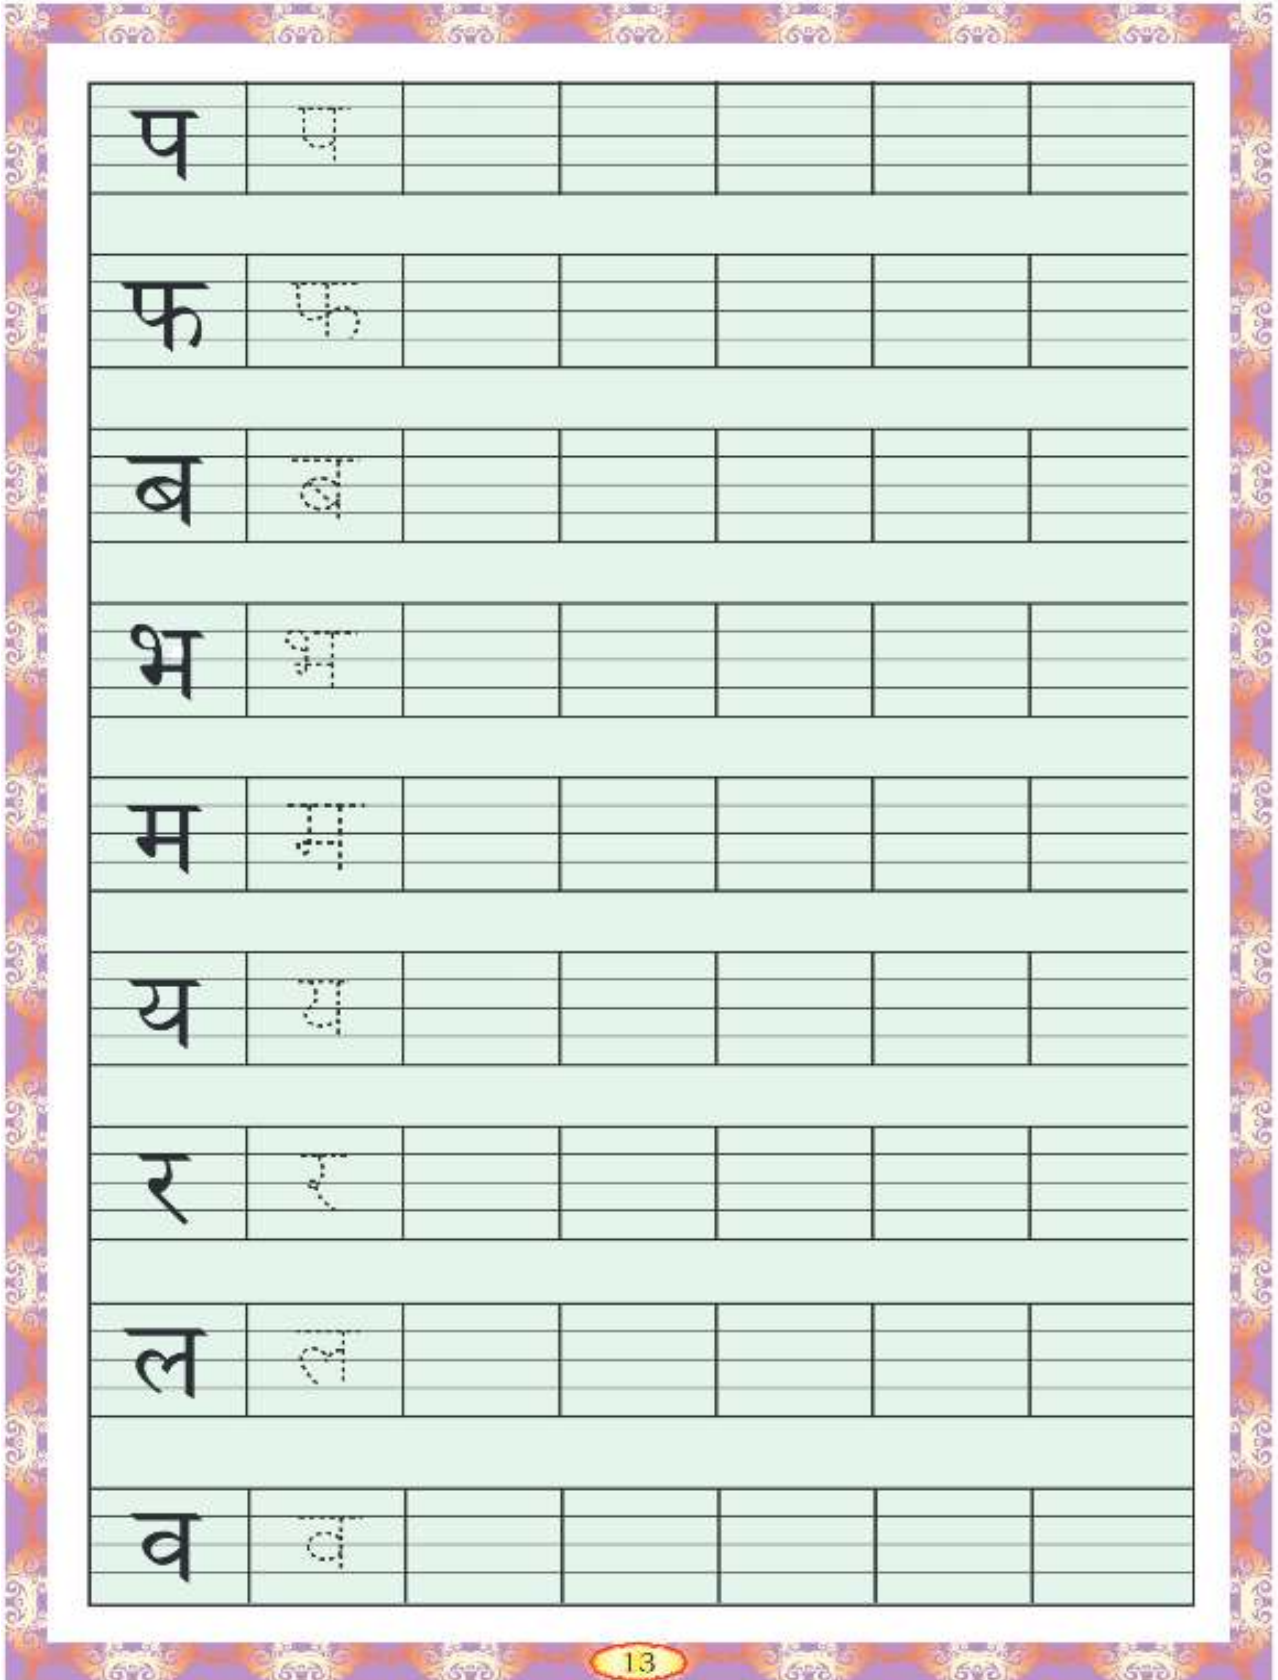 प प
फ फ
ब ब
भ भ
म म
य य
र र
ल ल
व व
13